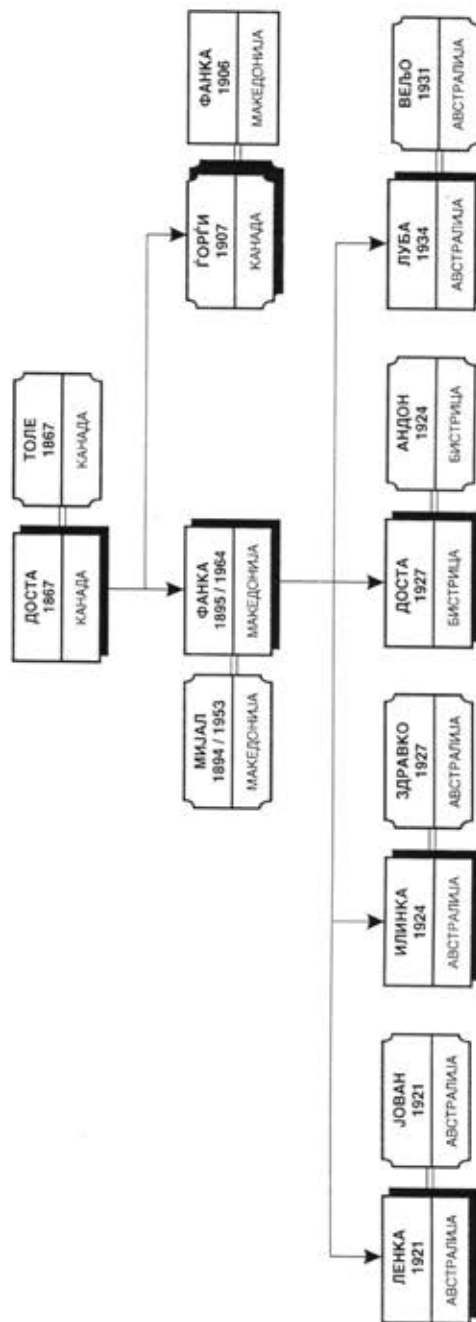 ДОСТА
1867
КАНАДА
ТОЛЕ
1867
КАНАДА
МИЈАЛ
1894 / 1953
МАКЕДОНИЈА
ФАНКА
1895 / 1964
МАКЕДОНИЈА
ЃОРЃИ
1907
КАНАДА
ФАНКА
1906
МАКЕДОНИЈА
ЛЕНКА
1921
АВСТРАЛИЈА
ЈОВАН
1921
АВСТРАЛИЈА
ИЛИНКА
1924
АВСТРАЛИЈА
ЗДРАВКО
1927
АВСТРАЛИЈА
ДОСТА
1927
БИСТРИЦА
АНДОН
1924
БИСТРИЦА
ЛУБА
1934
АВСТРАЛИЈА
ВЕЉО
1931
АВСТРАЛИЈА